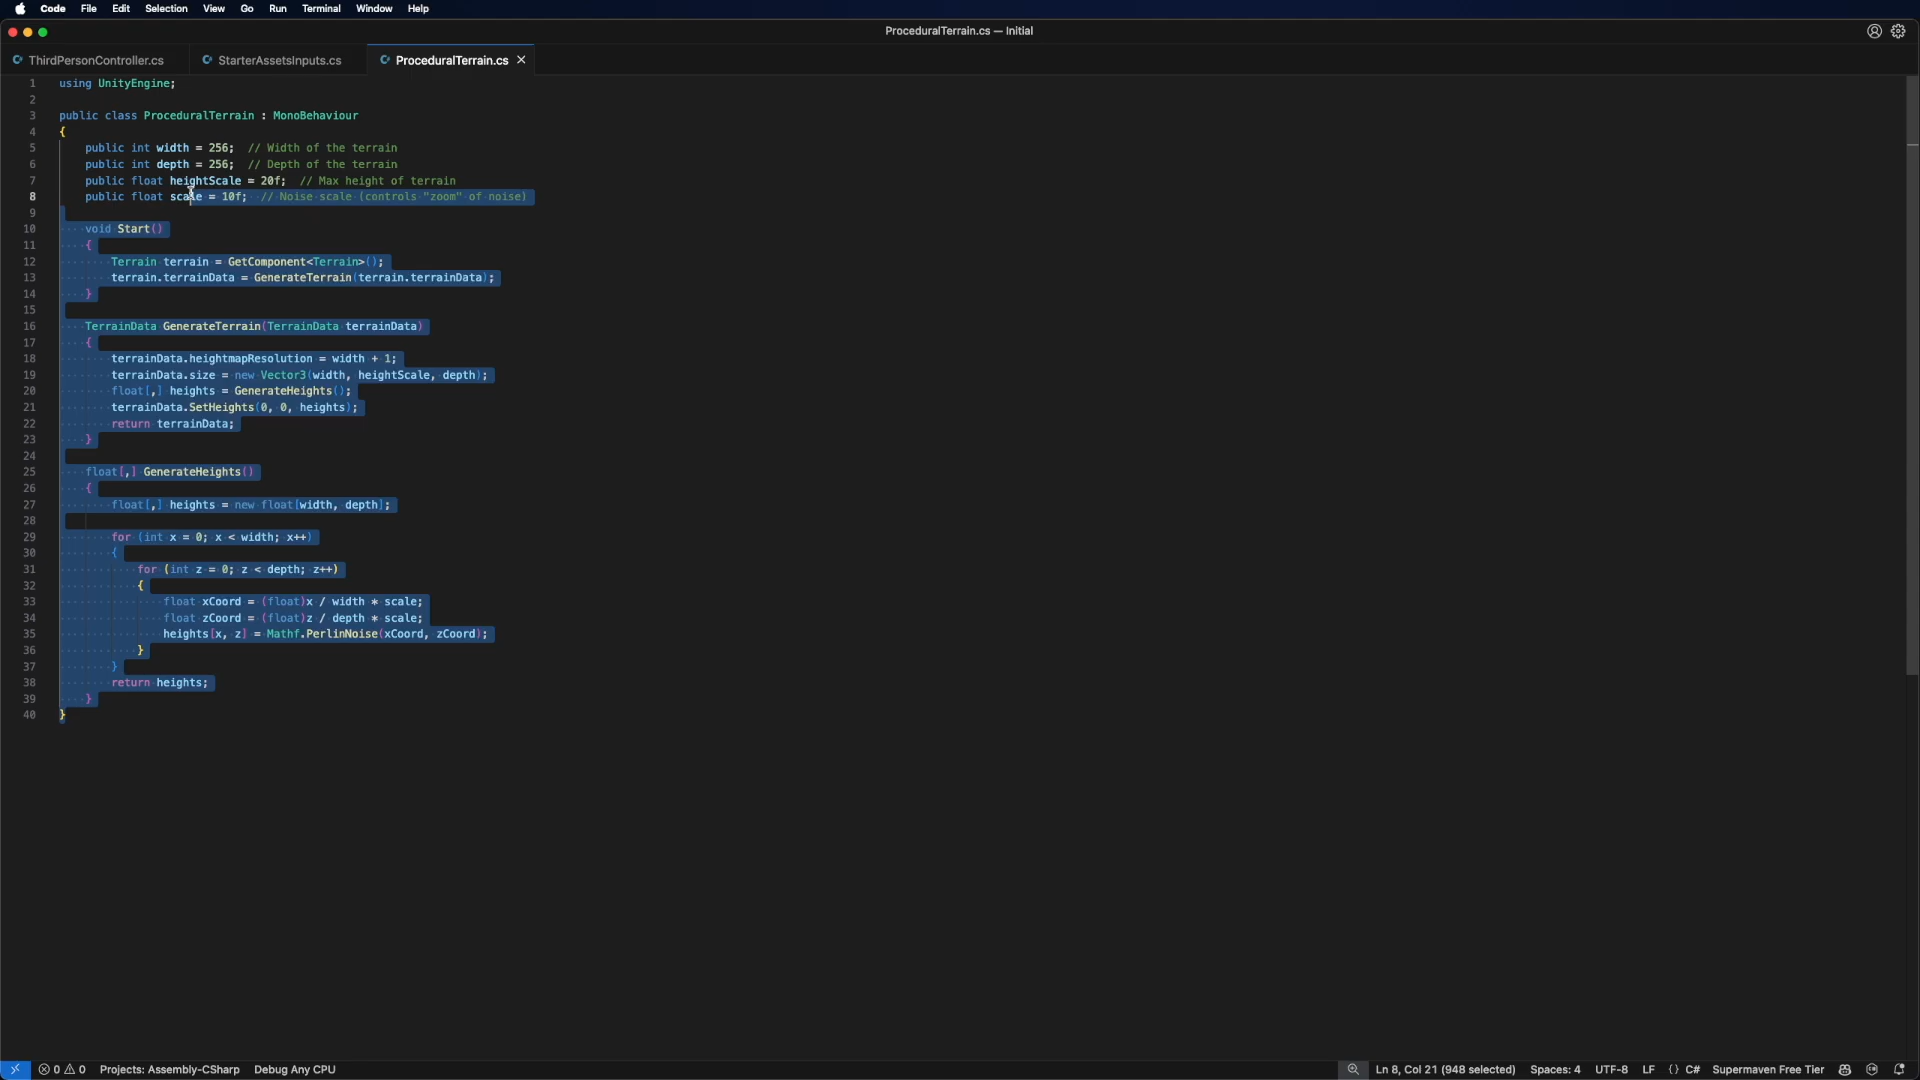 Code File Edit Selection View Go Run Terminal Window Help
ProceduralTerrain.cs — Initial
ThirdPersonController.cs StarterAssetsInputs.cs ProceduralTerrain.cs
1 using UnityEngine;
2
3 public class ProceduralTerrain : MonoBehaviour
4 {
5 public int width = 256; // Width of the terrain
6 public int depth = 256; // Depth of the terrain
7 public float heightScale = 20f; // Max height of terrain
8 public float scale = 10f; // Noise scale (controls "zoom" of noise)
9
10 void Start()
11 {
12 Terrain terrain = GetComponent<Terrain>();
13 terrain.terrainData = GenerateTerrain(terrain.terrainData);
14 }
15
16 TerrainData GenerateTerrain(TerrainData terrainData)
17 {
18 terrainData.heightmapResolution = width + 1;
19 terrainData.size = new Vector3(width, heightScale, depth);
20 float[,] heights = GenerateHeights();
21 terrainData.SetHeights(0, 0, heights);
22 return terrainData;
23 }
24
25 float[,] GenerateHeights()
26 {
27 float[,] heights = new float[width, depth];
28
29 for (int x = 0; x < width; x++)
30 {
31 for (int z = 0; z < depth; z++)
32 {
33 float xCoord = (float)x / width * scale;
34 float zCoord = (float)z / depth * scale;
35 heights[x, z] = Mathf.PerlinNoise(xCoord, zCoord);
36 }
37 }
38 return heights;
39 }
40 }
0 0 Projects: Assembly-CSharp Debug Any CPU Ln 8, Col 21 (948 selected) Spaces: 4 UTF-8 LF {} C# Supermaven Free Tier